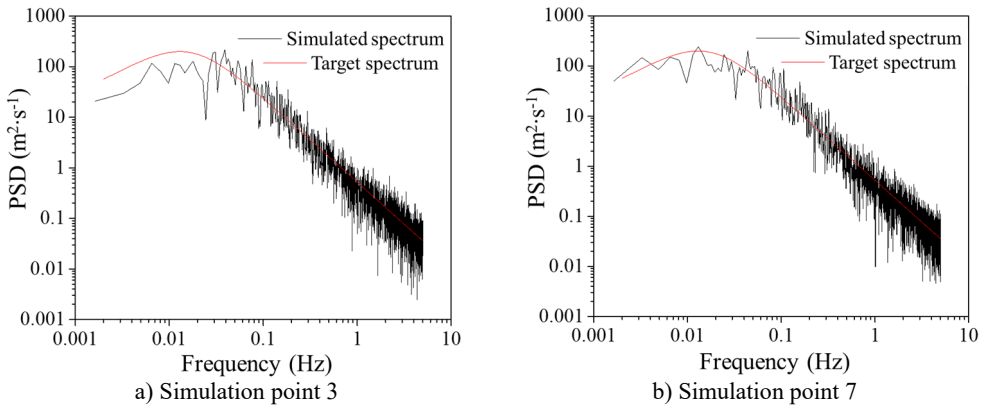 1000
100
10
1
0.1
0.01
0.001
PSD (m²·s⁻¹)
Simulated spectrum
Target spectrum
0.001 0.01 0.1 1 10
Frequency (Hz)
a) Simulation point 3
1000
100
10
1
0.1
0.01
0.001
PSD (m²·s⁻¹)
Simulated spectrum
Target spectrum
0.001 0.01 0.1 1 10
Frequency (Hz)
b) Simulation point 7